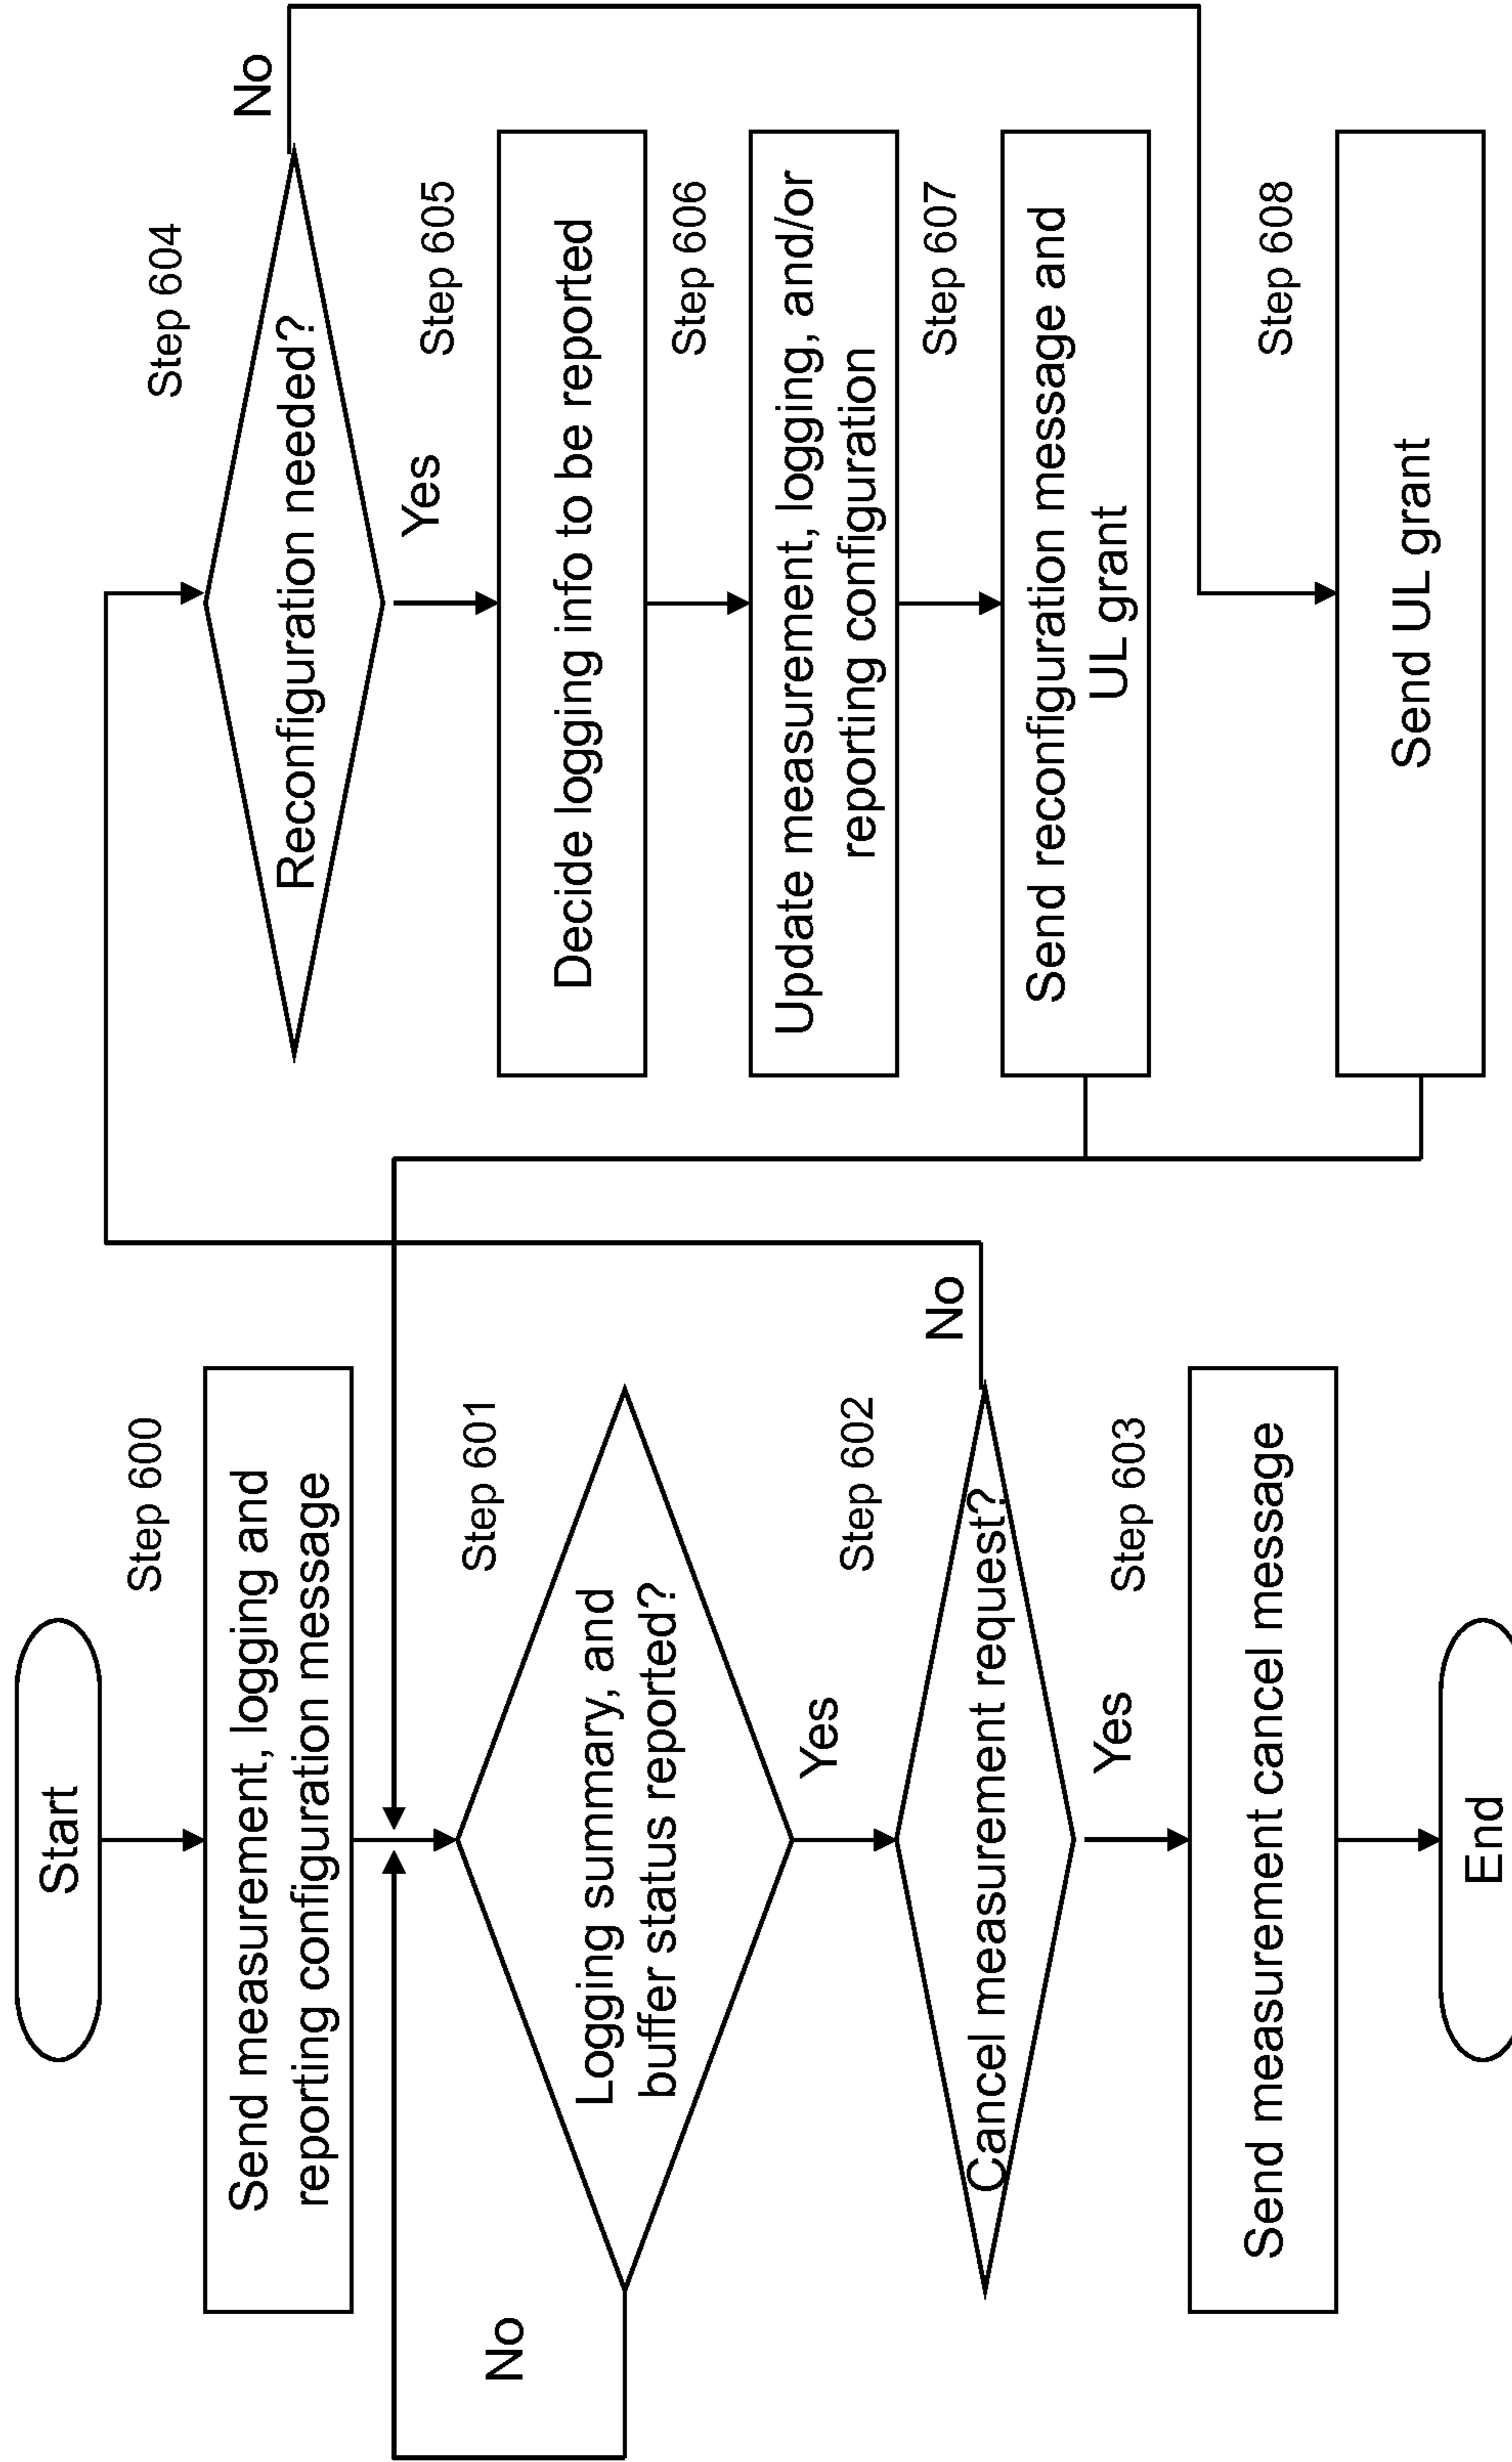 Start
Step 600
Send measurement, logging and
reporting configuration message
Step 601
Logging summary, and
buffer status reported?
No
Yes
Step 602
Cancel measurement request?
No
Yes
Step 603
Send measurement cancel message
End
Step 604
Reconfiguration needed?
No
Yes
Step 605
Decide logging info to be reported
Step 606
Update measurement, logging, and/or
reporting configuration
Step 607
Send reconfiguration message and
UL grant
Step 608
Send UL grant